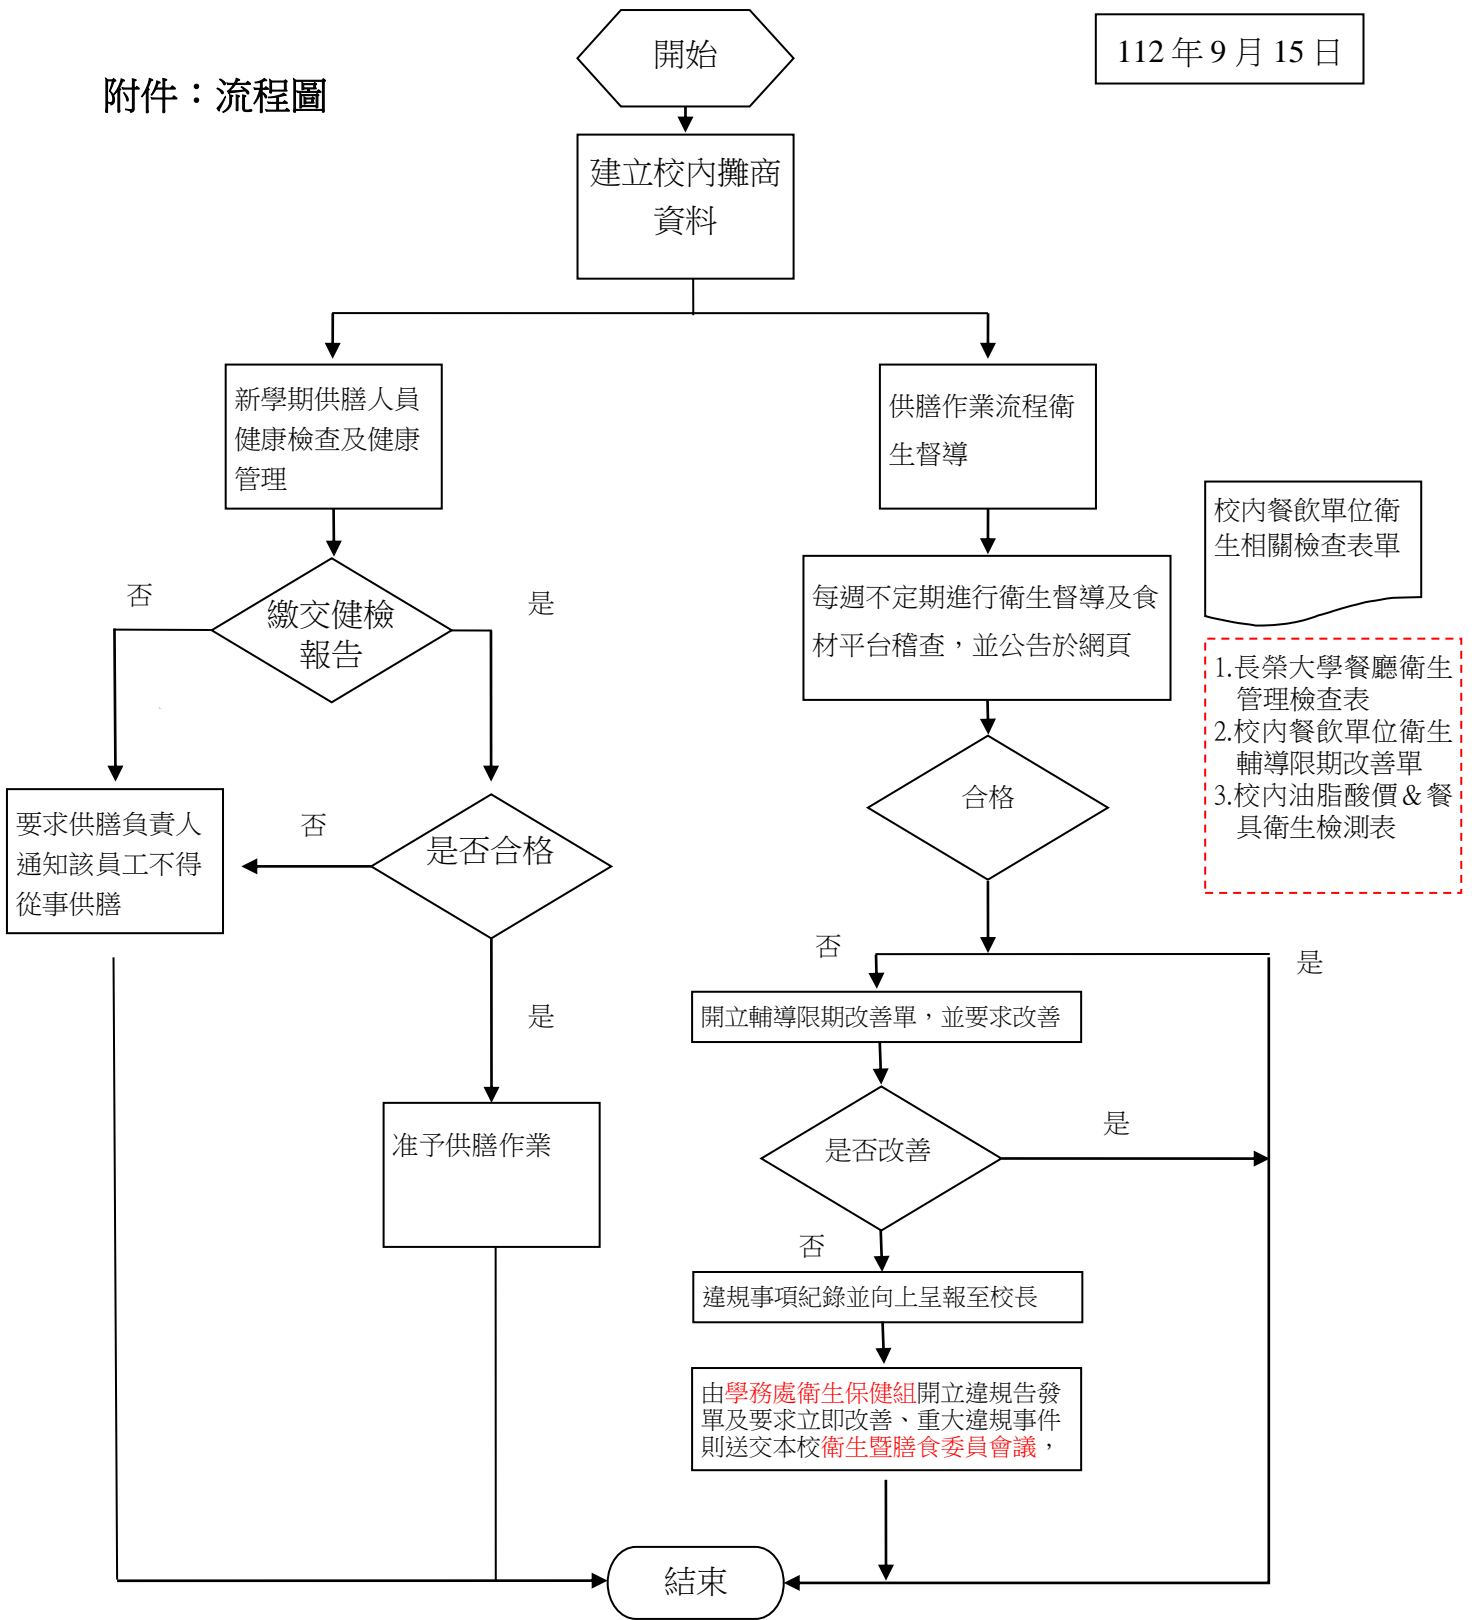 開始
112 年 9 月 15 日
附件：流程圖
建立校內攤商
資料
新學期供膳人員
健康檢查及健康
管理
供膳作業流程衛
生督導
校內餐飲單位衛
生相關檢查表單
否
繳交健檢
報告
是
每週不定期進行衛生督導及食
材平台稽查，並公告於網頁
1.長榮大學餐廳衛生
管理檢查表
2.校內餐飲單位衛生
輔導限期改善單
3.校內油脂酸價＆餐
具衛生檢測表
合格
要求供膳負責人
通知該員工不得
從事供膳
否
是否合格
否
是
是
開立輔導限期改善單，並要求改善
准予供膳作業
是否改善
是
否
違規事項紀錄並向上呈報至校長
由學務處衛生保健組開立違規告發
單及要求立即改善、重大違規事件
則送交本校衛生暨膳食委員會議，
結束